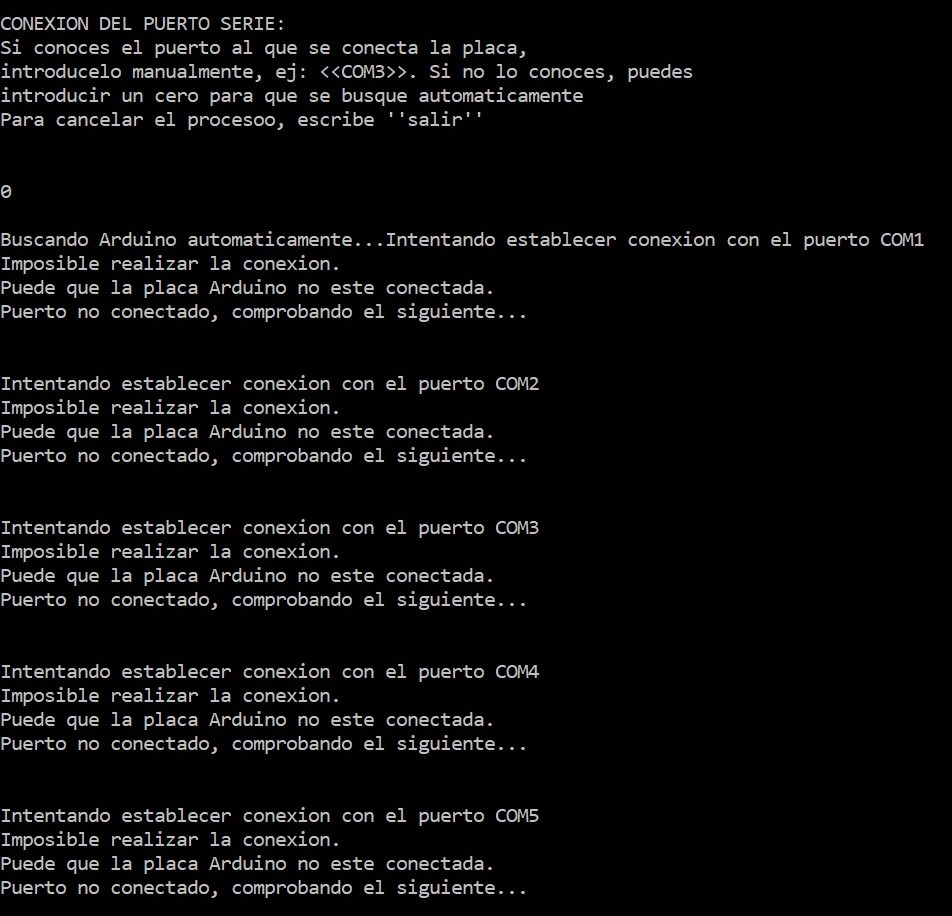 CONEXION DEL PUERTO SERIE:
Si conoces el puerto al que se conecta la placa,
introducelo manualmente, ej: <<COM3>>. Si no lo conoces, puedes
introducir un cero para que se busque automaticamente
Para cancelar el procesoo, escribe ''salir''
0
Buscando Arduino automaticamente...Intentando establecer conexion con el puerto COM1
Imposible realizar la conexion.
Puede que la placa Arduino no este conectada.
Puerto no conectado, comprobando el siguiente...
Intentando establecer conexion con el puerto COM2
Imposible realizar la conexion.
Puede que la placa Arduino no este conectada.
Puerto no conectado, comprobando el siguiente...
Intentando establecer conexion con el puerto COM3
Imposible realizar la conexion.
Puede que la placa Arduino no este conectada.
Puerto no conectado, comprobando el siguiente...
Intentando establecer conexion con el puerto COM4
Imposible realizar la conexion.
Puede que la placa Arduino no este conectada.
Puerto no conectado, comprobando el siguiente...
Intentando establecer conexion con el puerto COM5
Imposible realizar la conexion.
Puede que la placa Arduino no este conectada.
Puerto no conectado, comprobando el siguiente...